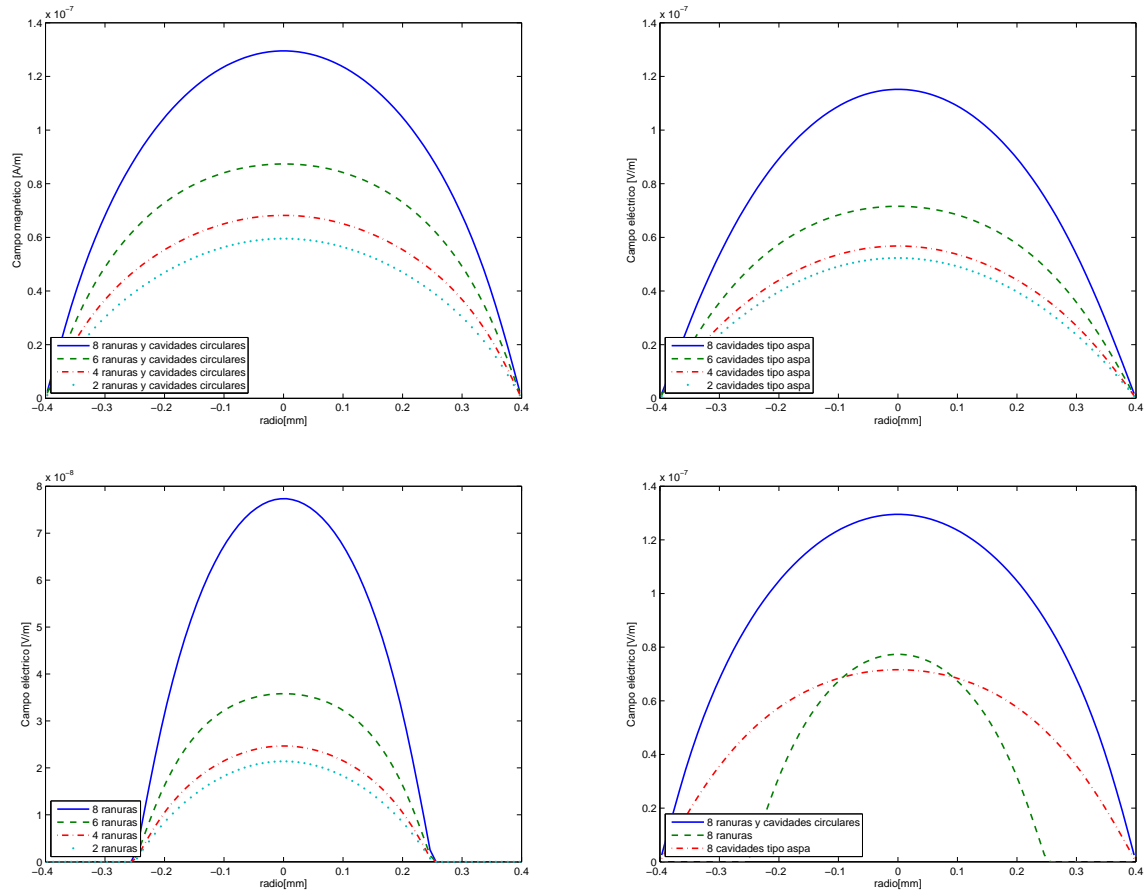 x 10⁻⁷
1.4
1.2
1
0.8
0.6
0.4
0.2
0
Campo magnético [A/m]
8 ranuras y cavidades circulares
6 ranuras y cavidades circulares
4 ranuras y cavidades circulares
2 ranuras y cavidades circulares
−0.4 −0.3 −0.2 −0.1 0 0.1 0.2 0.3 0.4
radio[mm]
x 10⁻⁷
1.4
1.2
1
0.8
0.6
0.4
0.2
0
Campo eléctrico [V/m]
8 cavidades tipo aspa
6 cavidades tipo aspa
4 cavidades tipo aspa
2 cavidades tipo aspa
−0.4 −0.3 −0.2 −0.1 0 0.1 0.2 0.3 0.4
radio[mm]
x 10⁻⁸
8
7
6
5
4
3
2
1
0
Campo eléctrico [V/m]
8 ranuras
6 ranuras
4 ranuras
2 ranuras
−0.4 −0.3 −0.2 −0.1 0 0.1 0.2 0.3 0.4
radio[mm]
x 10⁻⁷
1.4
1.2
1
0.8
0.6
0.4
0.2
0
Campo eléctrico [V/m]
8 ranuras y cavidades circulares
8 ranuras
8 cavidades tipo aspa
−0.4 −0.3 −0.2 −0.1 0 0.1 0.2 0.3 0.4
radio[mm]